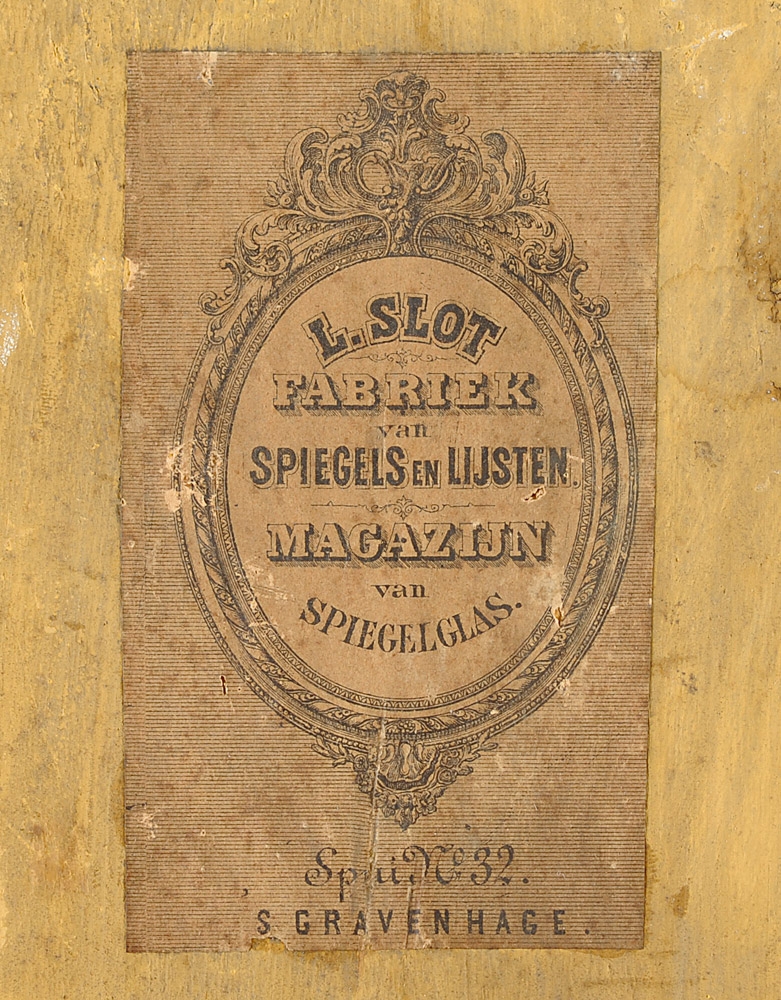 L. SLOT
FABRIEK
van
SPIEGELS EN LIJSTEN.
MAGAZIJN
van
SPIEGELGLAS.
Spui No 32.
'S GRAVENHAGE.